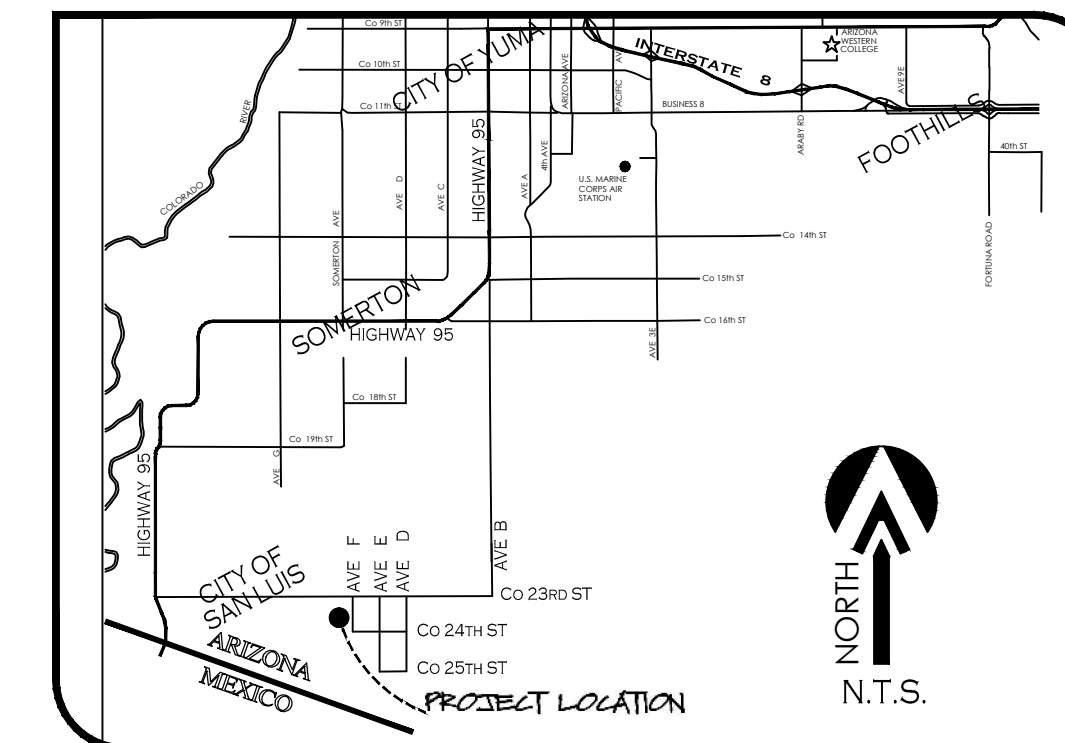 Co 9th ST
CITY OF YUMA
ARIZONA AVE
PACIFIC AV
INTERSTATE 8
ARIZONA
WESTERN
COLLEGE
AVE 9E
Co 10th ST
Co 11th ST
BUSINESS 8
ARABY RD
FOOTHILLS
40th ST
FORTUNA ROAD
RIVER
COLORADO
SOMERTON AVE
AVE D
AVE C
HIGHWAY 95
AVE A
4th AVE
U.S. MARINE
CORPS AIR
STATION
Co 14th ST
Co 15th ST
Co 16th ST
AVE 3E
SOMERTON
HIGHWAY 95
Co 18th ST
Co 19th ST
AVE G
HIGHWAY 95
CITY OF
SAN LUIS
AVE F
AVE E
AVE D
AVE B
Co 23RD ST
Co 24TH ST
Co 25TH ST
ARIZONA
MEXICO
PROJECT LOCATION
NORTH
N.T.S.